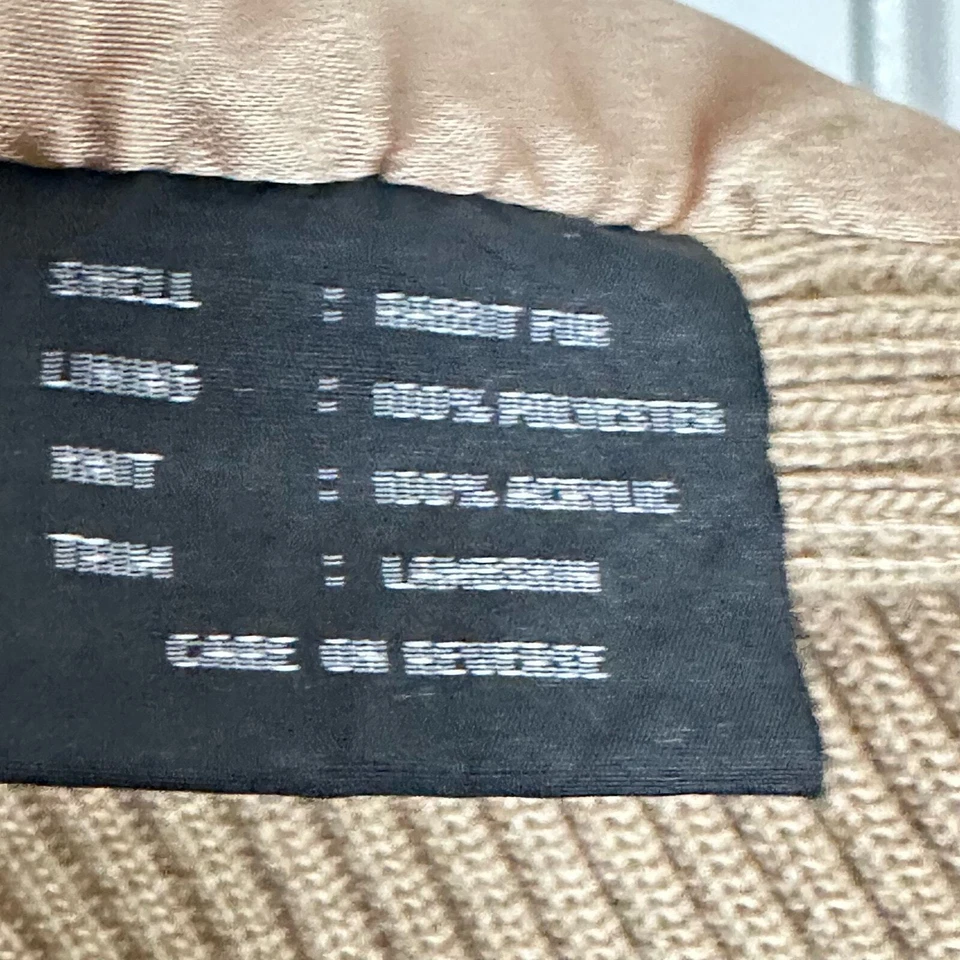 SHELL : RABBIT FUR
LINING : 100% POLYESTER
KNIT : 100% ACRYLIC
TRIM : LAMBSKIN
CARE ON REVERSE